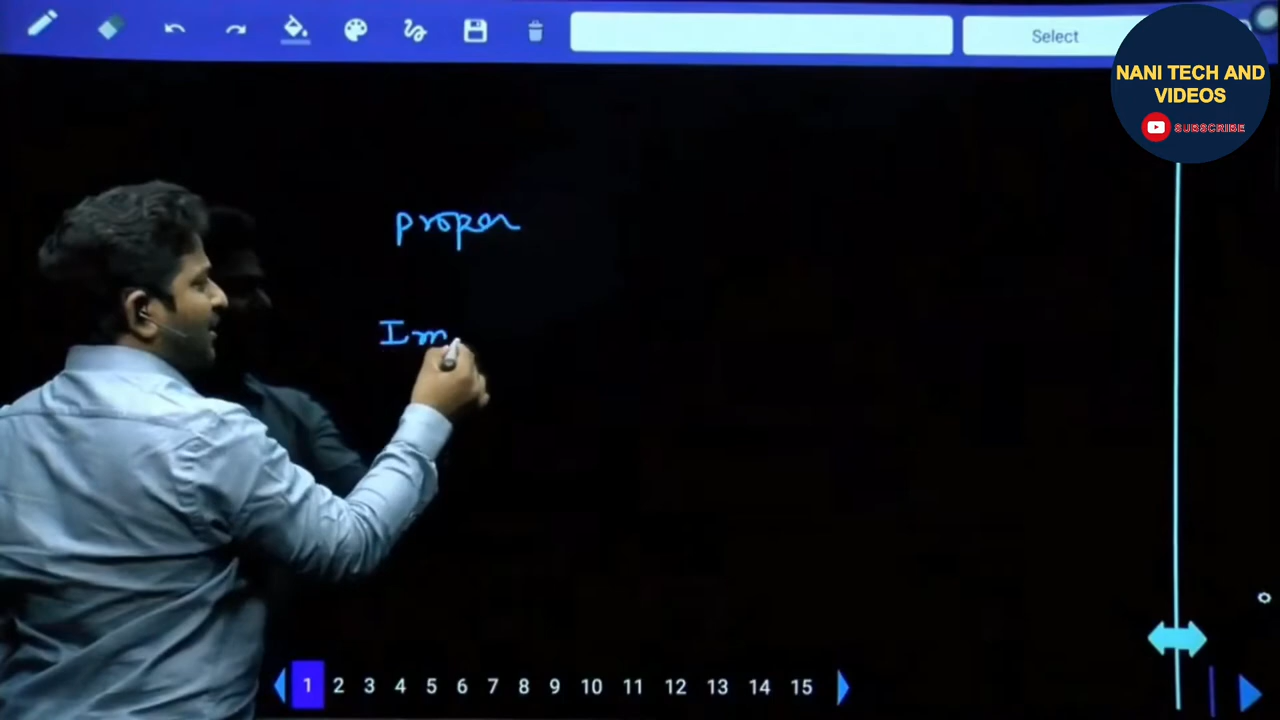 Select
NANI TECH AND
VIDEOS
SUBSCRIBE
proper
Im
1 2 3 4 5 6 7 8 9 10 11 12 13 14 15